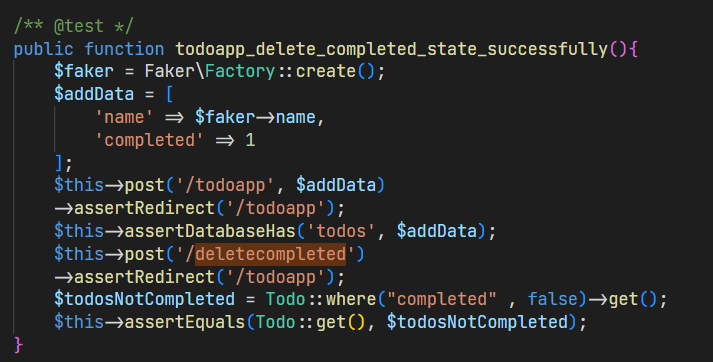 /** @test */
public function todoapp_delete_completed_state_successfully(){
    $faker = Faker\Factory::create();
    $addData = [
        'name' => $faker->name,
        'completed' => 1
    ];
    $this->post('/todoapp', $addData)
    ->assertRedirect('/todoapp');
    $this->assertDatabaseHas('todos', $addData);
    $this->post('/deletecompleted')
    ->assertRedirect('/todoapp');
    $todosNotCompleted = Todo::where("completed" , false)->get();
    $this->assertEquals(Todo::get(), $todosNotCompleted);
}